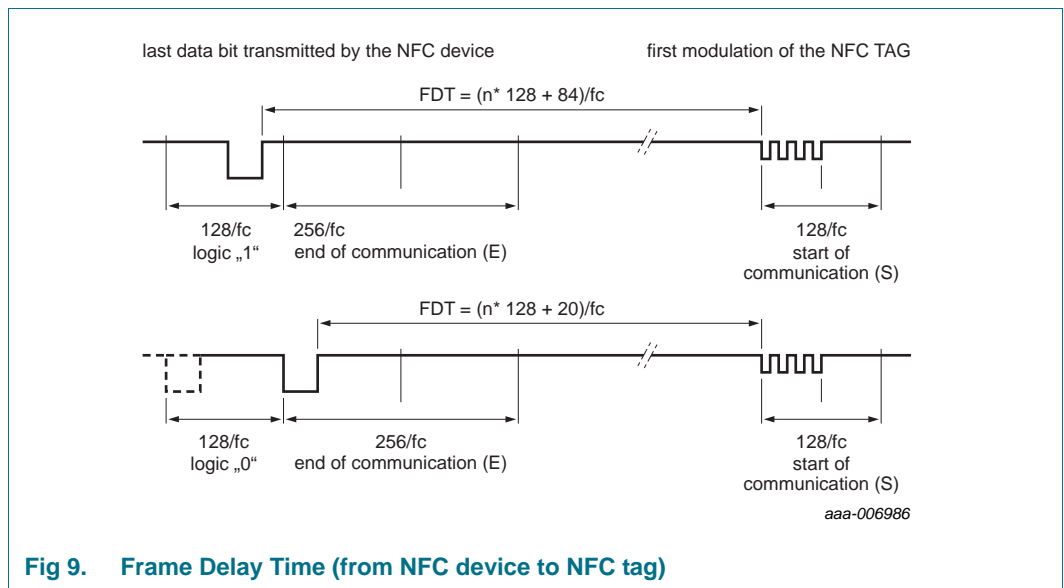 last data bit transmitted by the NFC device
first modulation of the NFC TAG
FDT = (n* 128 + 84)/fc
128/fc
logic „1“
256/fc
end of communication (E)
128/fc
start of
communication (S)
FDT = (n* 128 + 20)/fc
128/fc
logic „0“
256/fc
end of communication (E)
128/fc
start of
communication (S)
aaa-006986
Fig 9. Frame Delay Time (from NFC device to NFC tag)